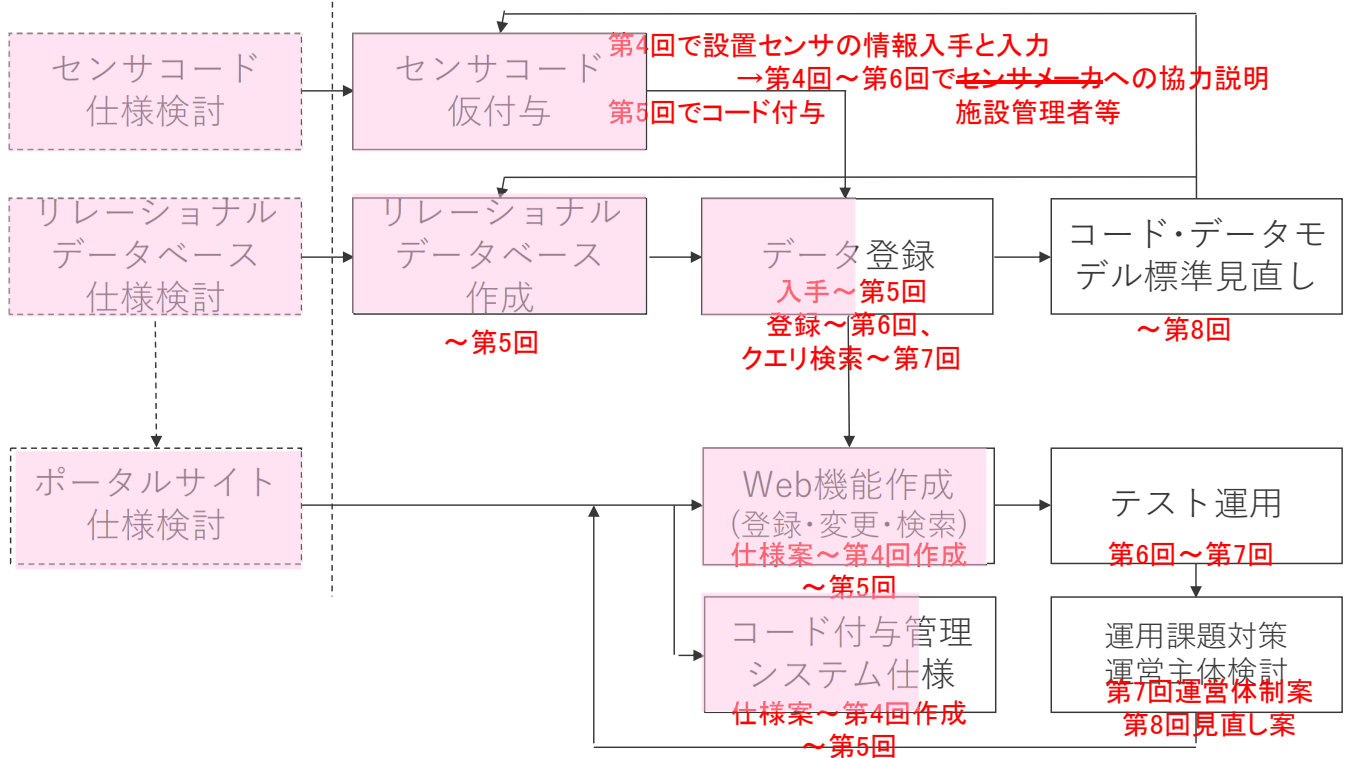 センサコード
仕様検討
センサコード
仮付与
第4回で設置センサの情報入手と入力
→第4回～第6回でセンサメーカへの協力説明
第5回でコード付与
施設管理者等
リレーショナル
データベース
仕様検討
リレーショナル
データベース
作成
～第5回
データ登録
入手～第5回
登録～第6回、
クエリ検索～第7回
コード・データモ
デル標準見直し
～第8回
ポータルサイト
仕様検討
Web機能作成
(登録・変更・検索)
仕様案～第4回作成
～第5回
テスト運用
第6回～第7回
コード付与管理
システム仕様
仕様案～第4回作成
～第5回
運用課題対策
運営主体検討
第7回運営体制案
第8回見直し案